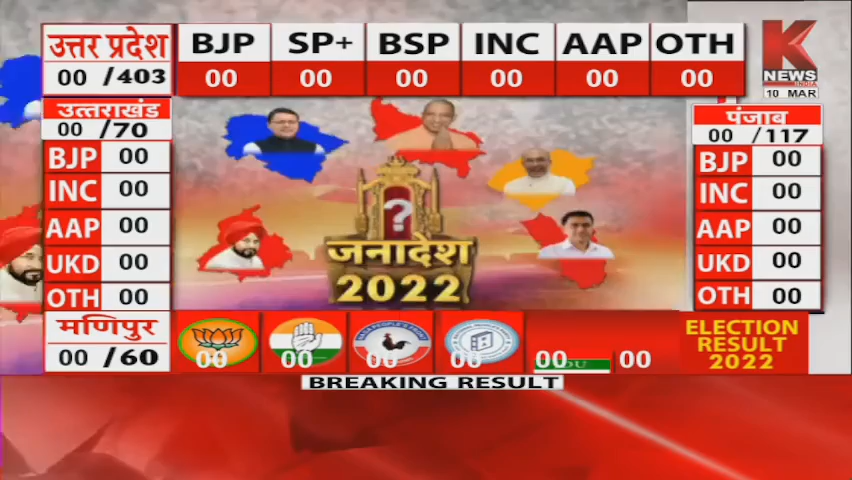 उत्तर प्रदेश BJP SP+ BSP INC AAP OTH
00 /403 00 00 00 00 00 00
K NEWS INDIA
10 MAR
उत्तराखंड
00 /70
BJP 00
INC 00
AAP 00
UKD 00
OTH 00
?
जनादेश
2022
पंजाब
00 /117
BJP 00
INC 00
AAP 00
UKD 00
OTH 00
मणिपुर
00 /60
00 00 00 00 00 00
ELECTION
RESULT
2022
BREAKING RESULT